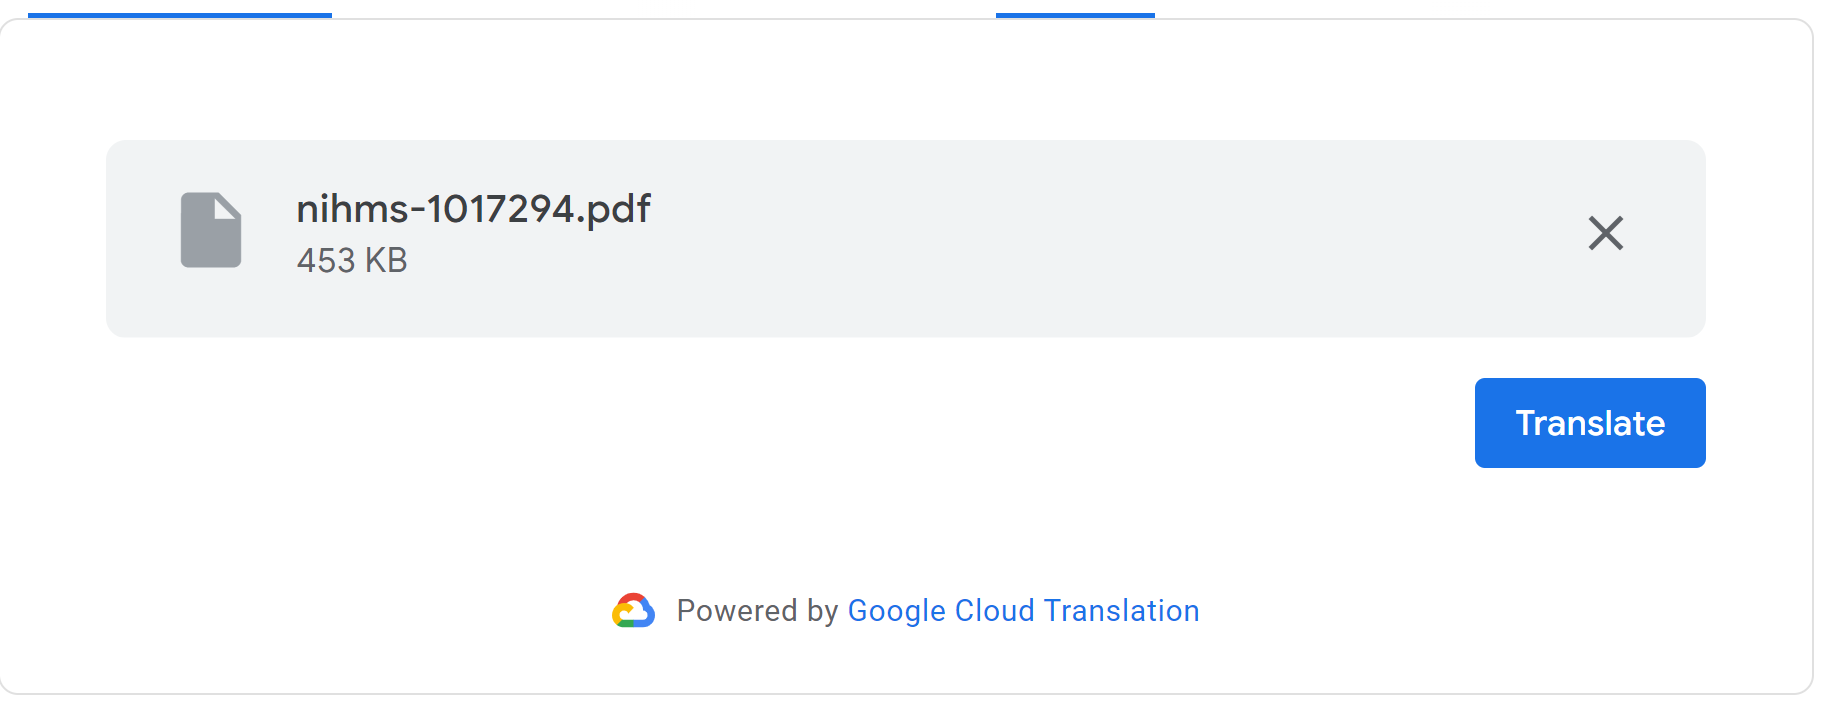 nihms-1017294.pdf
453 KB
Translate
Powered by Google Cloud Translation